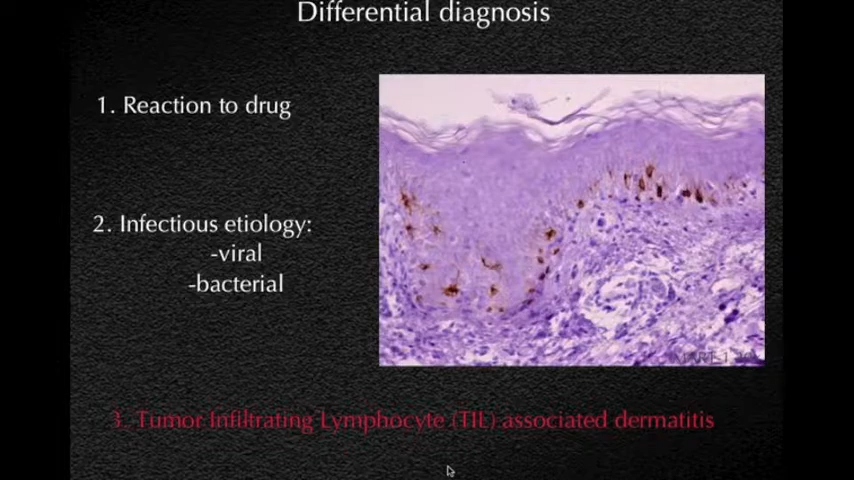 Differential diagnosis
1. Reaction to drug
2. Infectious etiology:
-viral
-bacterial
3. Tumor Infiltrating Lymphocyte (TIL) associated dermatitis